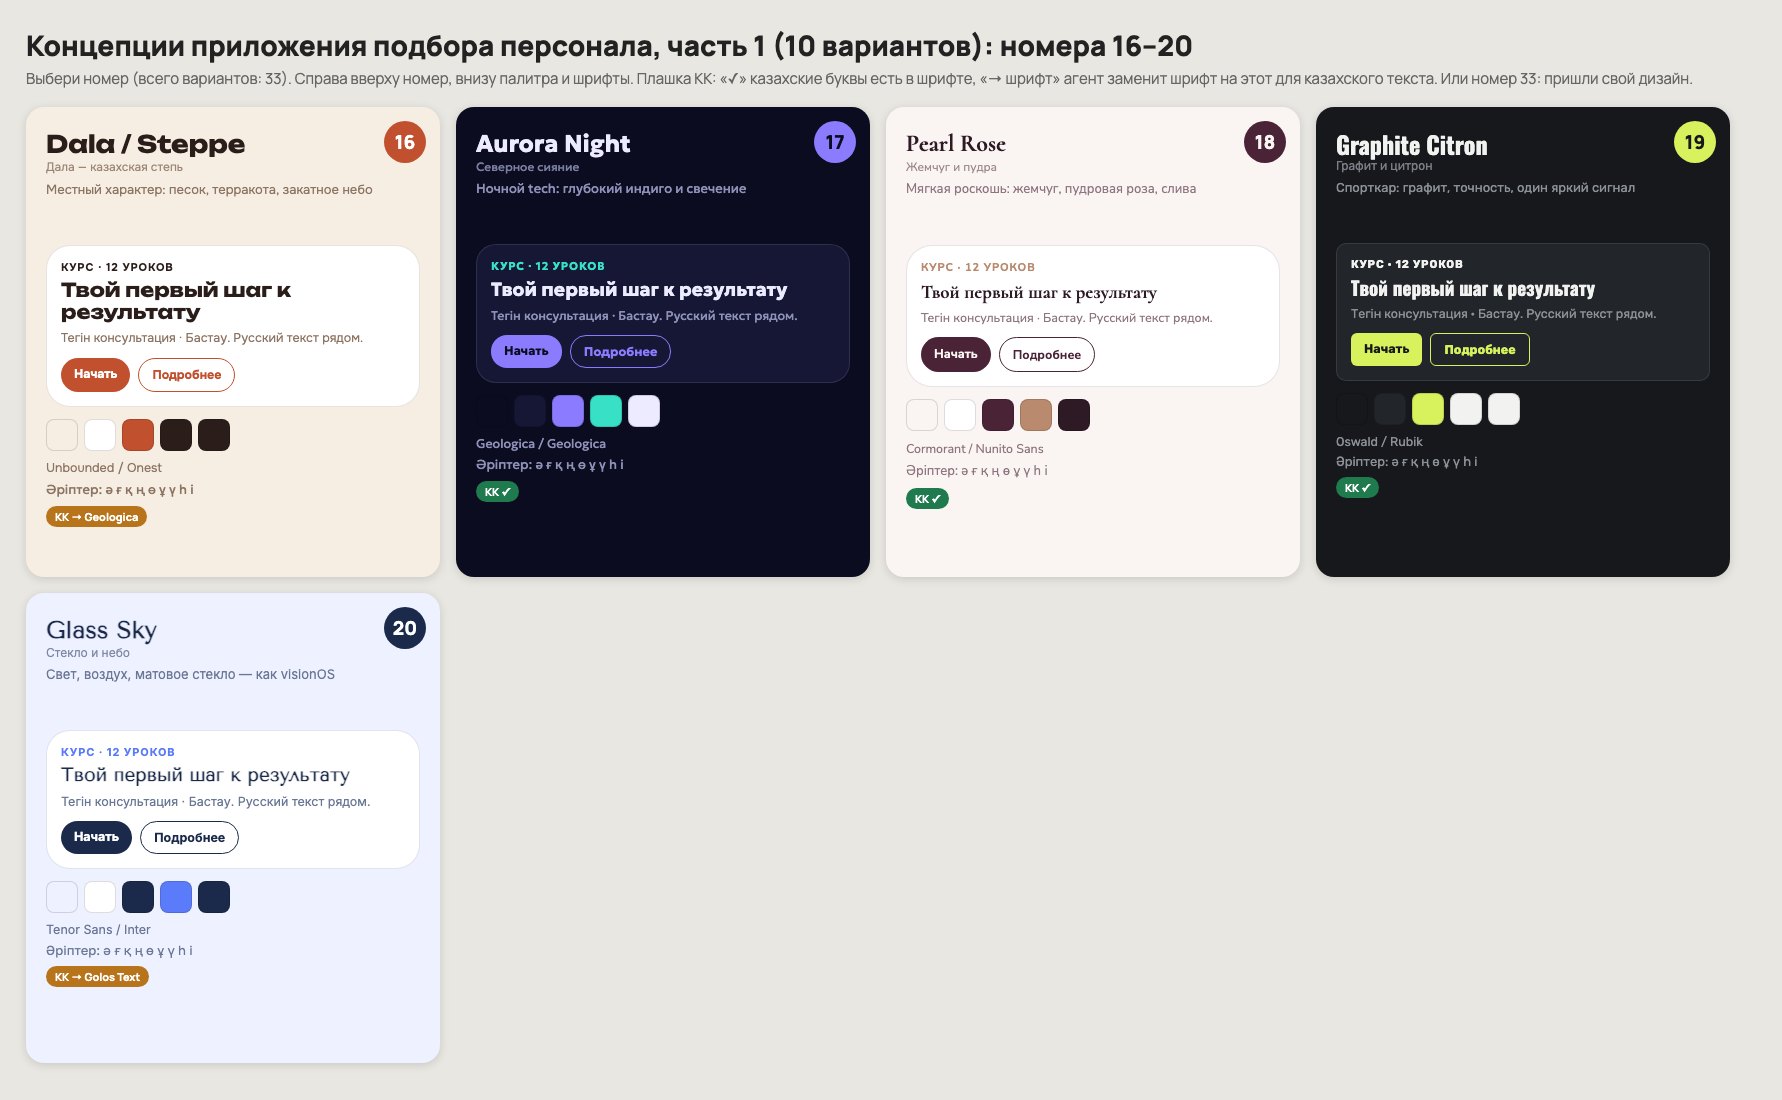 Концепции приложения подбора персонала, часть 1 (10 вариантов): номера 16–20
Выбери номер (всего вариантов: 33). Справа вверху номер, внизу палитра и шрифты. Плашка КК: «✓» казахские буквы есть в шрифте, «→ шрифт» агент заменит шрифт на этот для казахского текста. Или номер 33: пришли свой дизайн.
Dala / Steppe
16
Дала — казахская степь
Местный характер: песок, терракота, закатное небо
КУРС · 12 УРОКОВ
Твой первый шаг к
результату
Тегін консультация · Бастау. Русский текст рядом.
Начать
Подробнее
Unbounded / Onest
Әріптер: ә ғ қ ң ө ұ ү һ і
КК → Geologica
Aurora Night
17
Северное сияние
Ночной tech: глубокий индиго и свечение
КУРС · 12 УРОКОВ
Твой первый шаг к результату
Тегін консультация · Бастау. Русский текст рядом.
Начать
Подробнее
Geologica / Geologica
Әріптер: ә ғ қ ң ө ұ ү һ і
КК ✓
Pearl Rose
18
Жемчуг и пудра
Мягкая роскошь: жемчуг, пудровая роза, слива
КУРС · 12 УРОКОВ
Твой первый шаг к результату
Тегін консультация · Бастау. Русский текст рядом.
Начать
Подробнее
Cormorant / Nunito Sans
Әріптер: ә ғ қ ң ө ұ ү һ і
КК ✓
Graphite Citron
19
Графит и цитрон
Спорткар: графит, точность, один яркий сигнал
КУРС • 12 УРОКОВ
Твой первый шаг к результату
Тегін консультация • Бастау. Русский текст рядом.
Начать
Подробнее
Oswald / Rubik
Әріптер: ә ғ қ ң ө ұ ү һ і
КК ✓
Glass Sky
20
Стекло и небо
Свет, воздух, матовое стекло — как visionOS
КУРС · 12 УРОКОВ
Твой первый шаг к результату
Тегін консультация · Бастау. Русский текст рядом.
Начать
Подробнее
Tenor Sans / Inter
Әріптер: ә ғ қ ң ө ұ ү һ і
КК → Golos Text